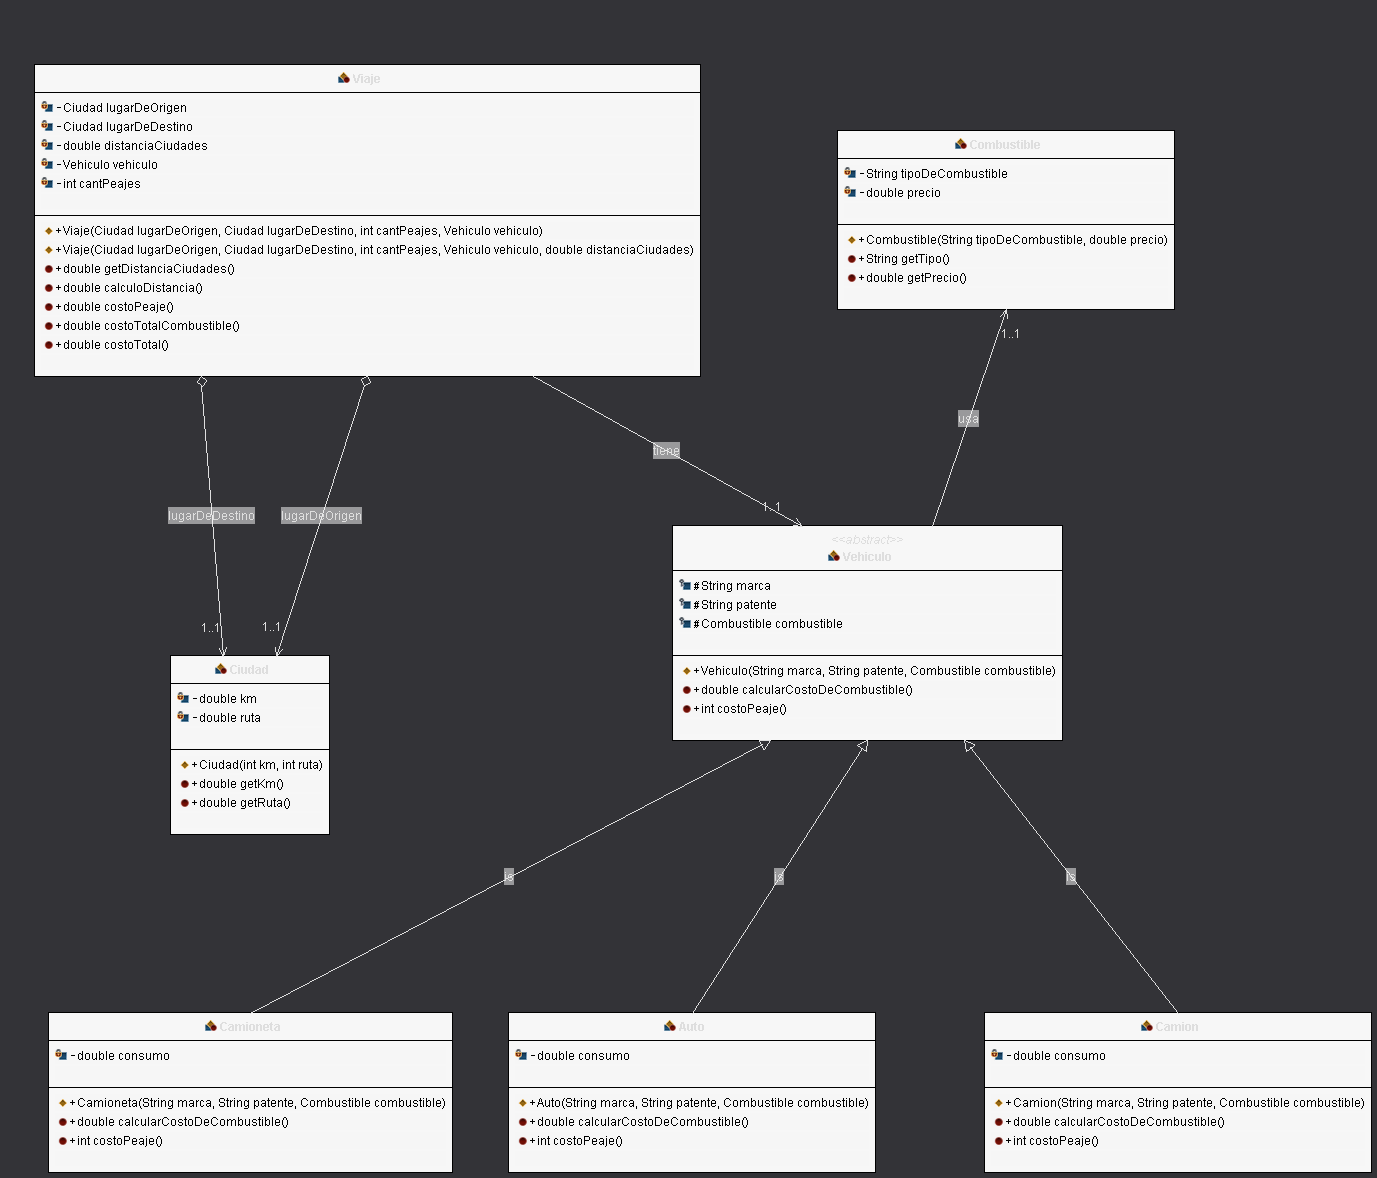 Viaje
-Ciudad lugarDeOrigen
-Ciudad lugarDeDestino
-double distanciaCiudades
-Vehiculo vehiculo
-int cantPeajes
+Viaje(Ciudad lugarDeOrigen, Ciudad lugarDeDestino, int cantPeajes, Vehiculo vehiculo)
+Viaje(Ciudad lugarDeOrigen, Ciudad lugarDeDestino, int cantPeajes, Vehiculo vehiculo, double distanciaCiudades)
+double getDistanciaCiudades()
+double calculoDistancia()
+double costoPeaje()
+double costoTotalCombustible()
+double costoTotal()
Combustible
-String tipoDeCombustible
-double precio
+Combustible(String tipoDeCombustible, double precio)
+String getTipo()
+double getPrecio()
1..1
usa
tiene
1..1
lugarDeDestino
lugarDeOrigen
1..1
1..1
<<abstract>>
Vehiculo
#String marca
#String patente
#Combustible combustible
+Vehiculo(String marca, String patente, Combustible combustible)
+double calcularCostoDeCombustible()
+int costoPeaje()
Ciudad
-double km
-double ruta
+Ciudad(int km, int ruta)
+double getKm()
+double getRuta()
is
is
is
Camioneta
-double consumo
+Camioneta(String marca, String patente, Combustible combustible)
+double calcularCostoDeCombustible()
+int costoPeaje()
Auto
-double consumo
+Auto(String marca, String patente, Combustible combustible)
+double calcularCostoDeCombustible()
+int costoPeaje()
Camion
-double consumo
+Camion(String marca, String patente, Combustible combustible)
+double calcularCostoDeCombustible()
+int costoPeaje()